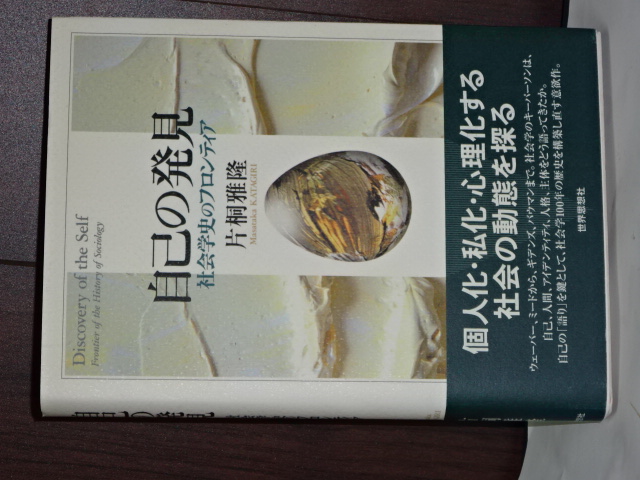 Discovery of the Self
Frontier of the History of Sociology
自己の発見
社会学史のフロンティア
片桐雅隆
Masataka KATAGIRI
個人化・私化・心理化する
社会の動態を探る
ウェーバー、ミードから、ギデンズ、バウマンまで。社会学のキーパーソンは、
自己、人間、アイデンティティ、人格、主体をどう語ってきたか。
自己の「語り」を鍵として、社会学100年の歴史を構築し直す意欲作。
世界思想社
自己の発見